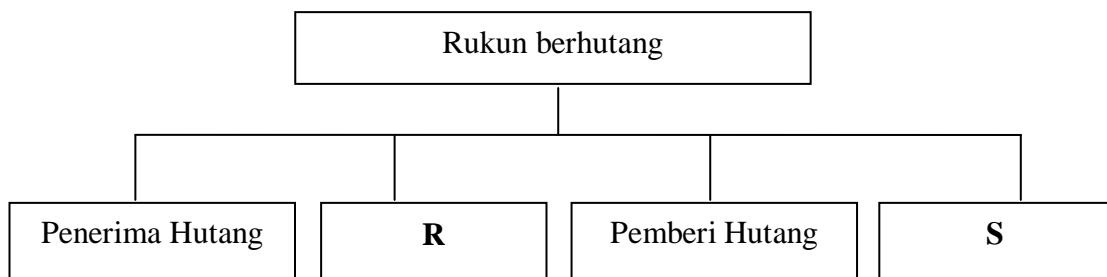 Rukun berhutang
Penerima Hutang
R
Pemberi Hutang
S